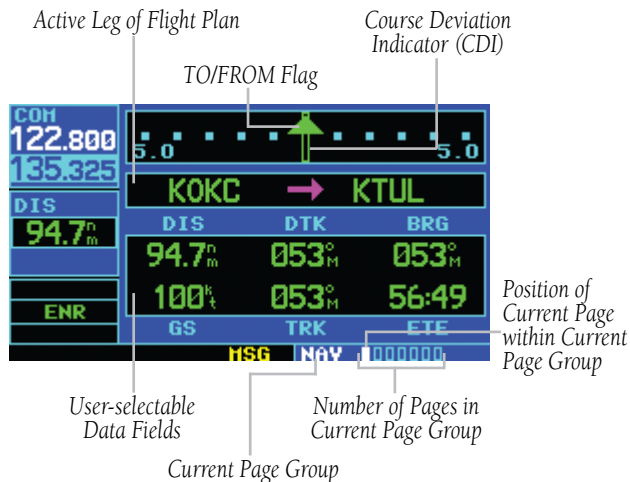 Active Leg of Flight Plan
Course Deviation
Indicator (CDI)
TO/FROM Flag
COM
122.800
135.325
5.0
5.0
KOKC → KTUL
DIS
94.7 nm
DIS DTK BRG
94.7 nm 053°M 053°M
100 kt 053°M 56:49
GS TRK ETE
ENR
MSG NAV
Position of
Current Page
within Current
Page Group
User-selectable
Data Fields
Number of Pages in
Current Page Group
Current Page Group